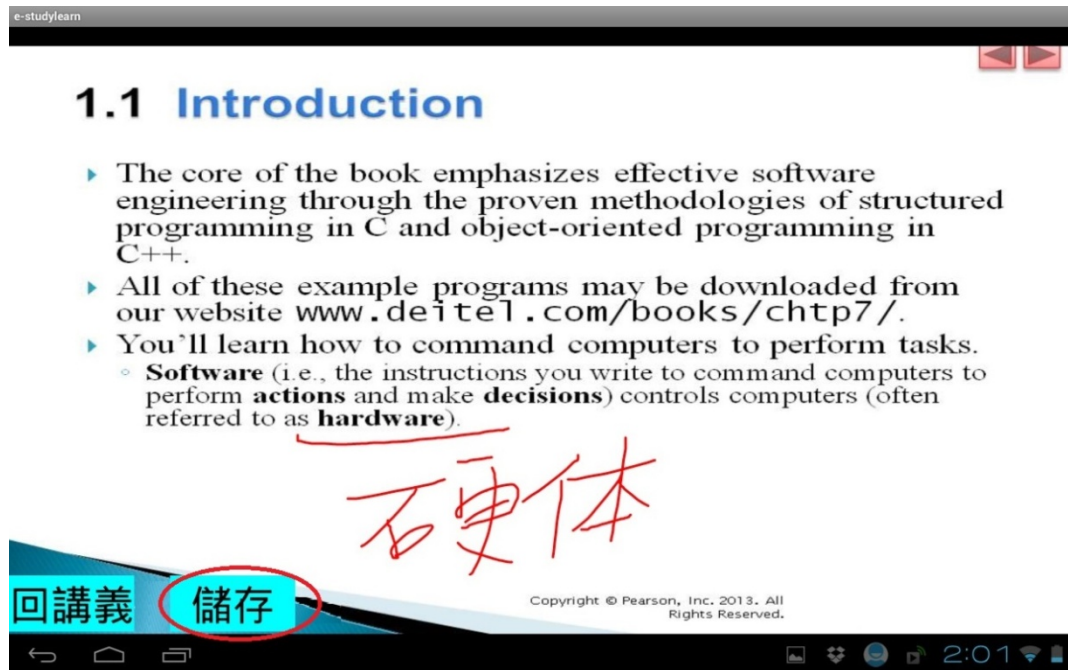 e-studylearn
1.1 Introduction
The core of the book emphasizes effective software
engineering through the proven methodologies of structured
programming in C and object-oriented programming in
C++.
All of these example programs may be downloaded from
our website www.deitel.com/books/chtp7/.
You’ll learn how to command computers to perform tasks.
Software (i.e., the instructions you write to command computers to
perform actions and make decisions) controls computers (often
referred to as hardware).
硬体
回講義 儲存
Copyright © Pearson, Inc. 2013. All
Rights Reserved.
2:01